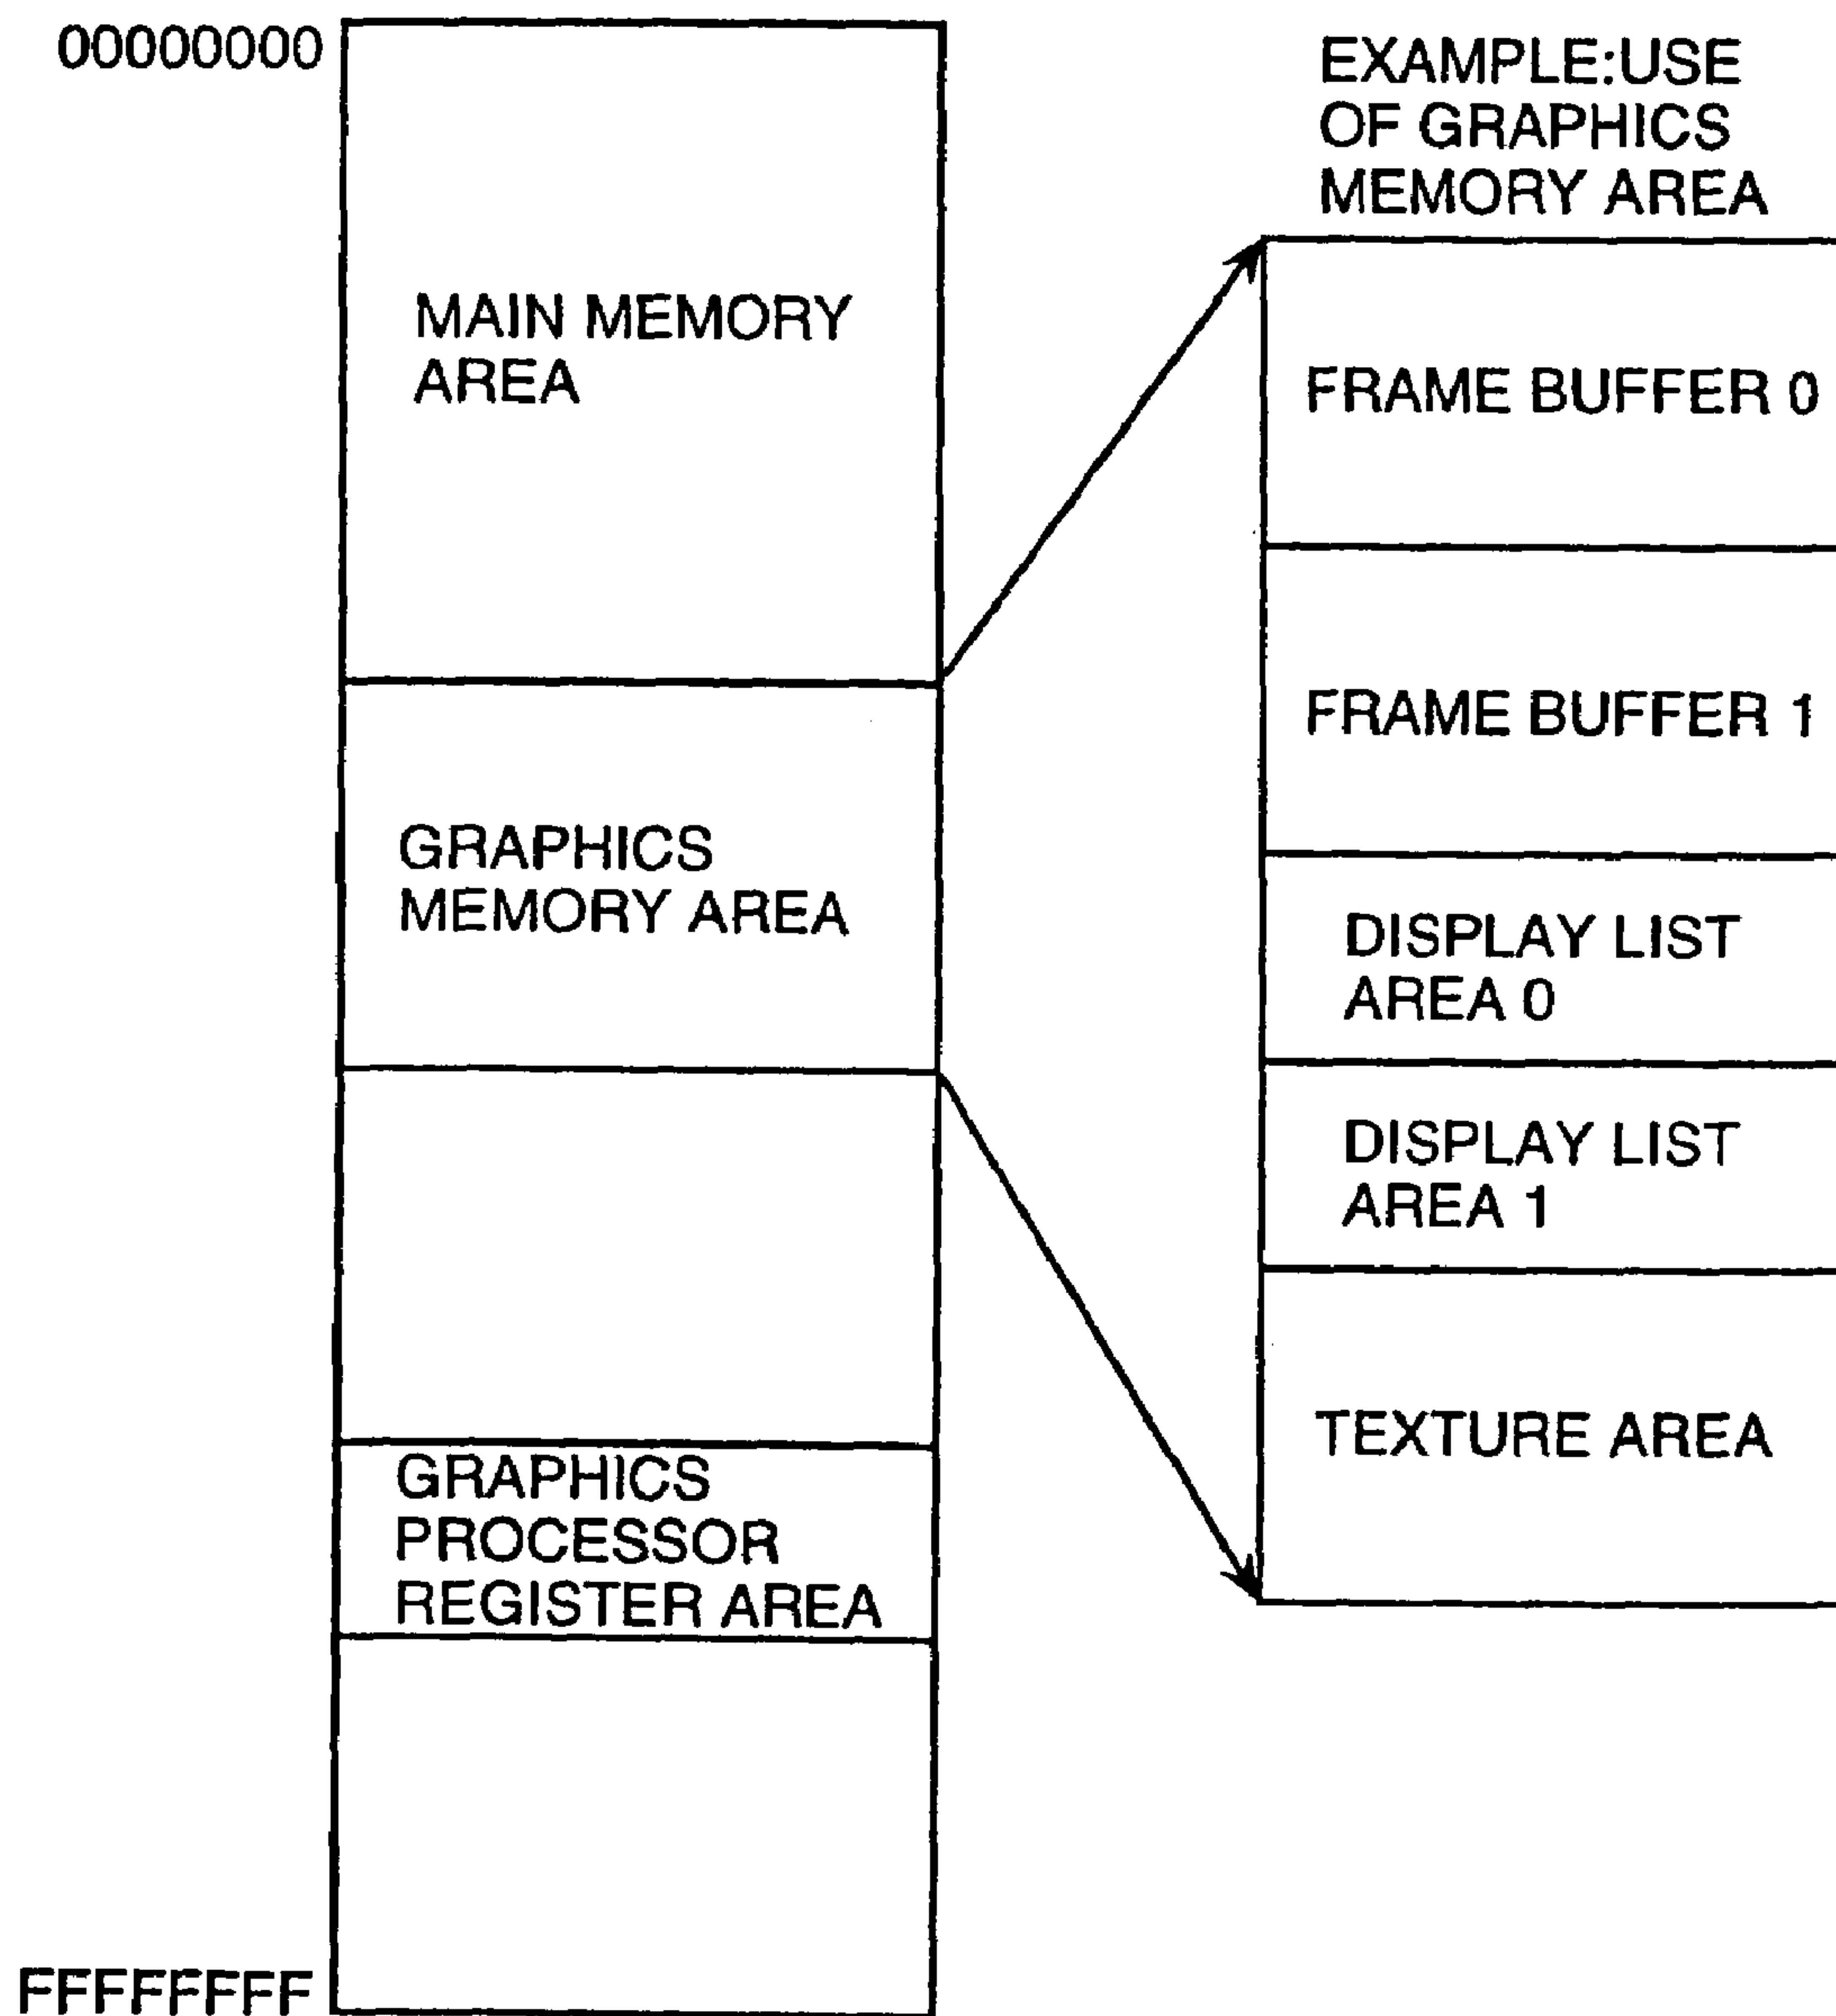 00000000
MAIN MEMORY
AREA
GRAPHICS
MEMORY AREA
GRAPHICS
PROCESSOR
REGISTER AREA
FFFFFFFF
EXAMPLE:USE
OF GRAPHICS
MEMORY AREA
FRAME BUFFER 0
FRAME BUFFER 1
DISPLAY LIST
AREA 0
DISPLAY LIST
AREA 1
TEXTURE AREA